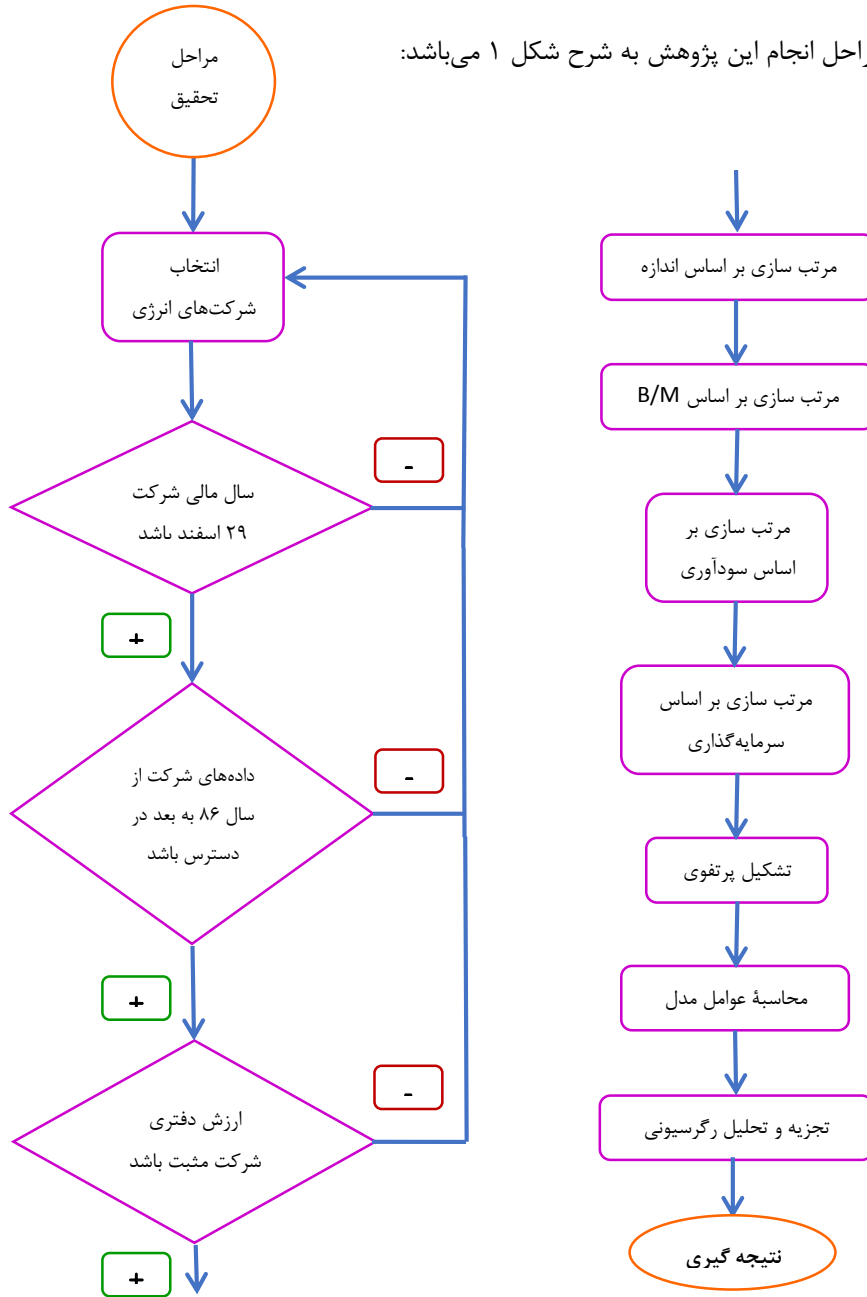 راحل انجام این پژوهش به شرح شکل ۱ می‌باشد:
مراحل
تحقیق
انتخاب
شرکت‌های انرژی
-
سال مالی شرکت
۲۹ اسفند باشد
+
-
داده‌های شرکت از
سال ۸۶ به بعد در
دسترس باشد
+
-
ارزش دفتری
شرکت مثبت باشد
+
مرتب سازی بر اساس اندازه
مرتب سازی بر اساس B/M
مرتب سازی بر
اساس سودآوری
مرتب سازی بر اساس
سرمایه‌گذاری
تشکیل پرتفوی
محاسبهٔ عوامل مدل
تجزیه و تحلیل رگرسیونی
نتیجه گیری